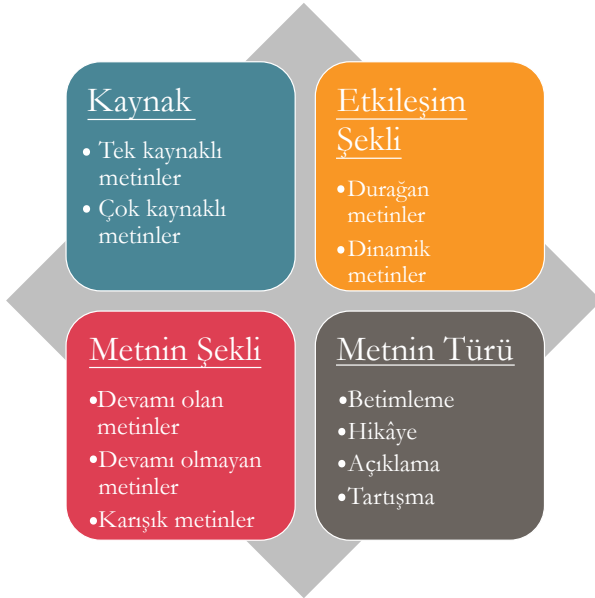 Kaynak
• Tek kaynaklı
metinler
• Çok kaynaklı
metinler
Etkileşim
Şekli
•Durağan
metinler
•Dinamik
metinler
Metnin Şekli
•Devamı olan
metinler
•Devamı olmayan
metinler
•Karışık metinler
Metnin Türü
•Betimleme
•Hikâye
•Açıklama
•Tartışma